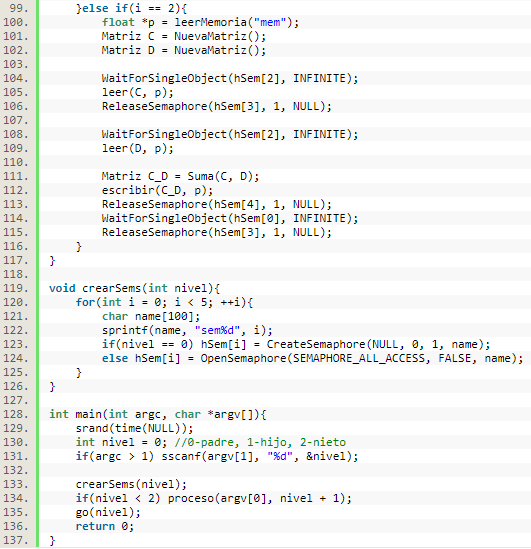 99. }else if(i == 2){
100. float *p = leerMemoria("mem");
101. Matriz C = NuevaMatriz();
102. Matriz D = NuevaMatriz();
103.
104. WaitForSingleObject(hSem[2], INFINITE);
105. leer(C, p);
106. ReleaseSemaphore(hSem[3], 1, NULL);
107.
108. WaitForSingleObject(hSem[2], INFINITE);
109. leer(D, p);
110.
111. Matriz C_D = Suma(C, D);
112. escribir(C_D, p);
113. ReleaseSemaphore(hSem[4], 1, NULL);
114. WaitForSingleObject(hSem[0], INFINITE);
115. ReleaseSemaphore(hSem[3], 1, NULL);
116. }
117. }
118.
119. void crearSems(int nivel){
120. for(int i = 0; i < 5; ++i){
121. char name[100];
122. sprintf(name, "sem%d", i);
123. if(nivel == 0) hSem[i] = CreateSemaphore(NULL, 0, 1, name);
124. else hSem[i] = OpenSemaphore(SEMAPHORE_ALL_ACCESS, FALSE, name);
125. }
126. }
127.
128. int main(int argc, char *argv[]){
129. srand(time(NULL));
130. int nivel = 0; //0-padre, 1-hijo, 2-nieto
131. if(argc > 1) sscanf(argv[1], "%d", &nivel);
132.
133. crearSems(nivel);
134. if(nivel < 2) proceso(argv[0], nivel + 1);
135. go(nivel);
136. return 0;
137. }